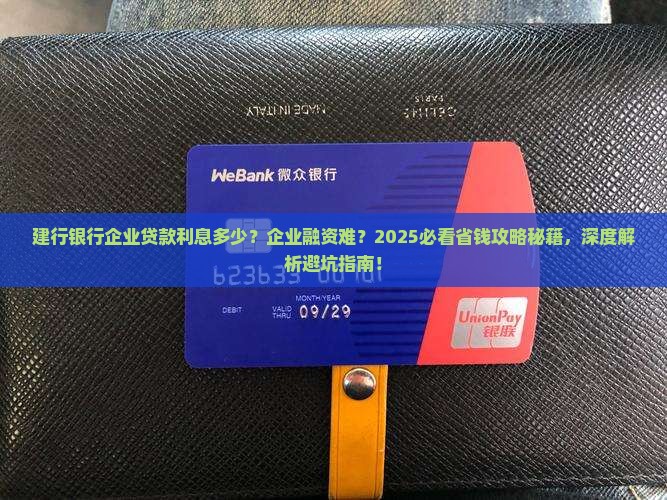 MADE IN ITALY
CELINE
PARIS
WeBank 微众银行
建行银行企业贷款利息多少？企业融资难？2025必看省钱攻略秘籍，深度解
析避坑指南！
MONTH/YEAR
DEBIT
VALID
THRU
09/29
UnionPay
银联